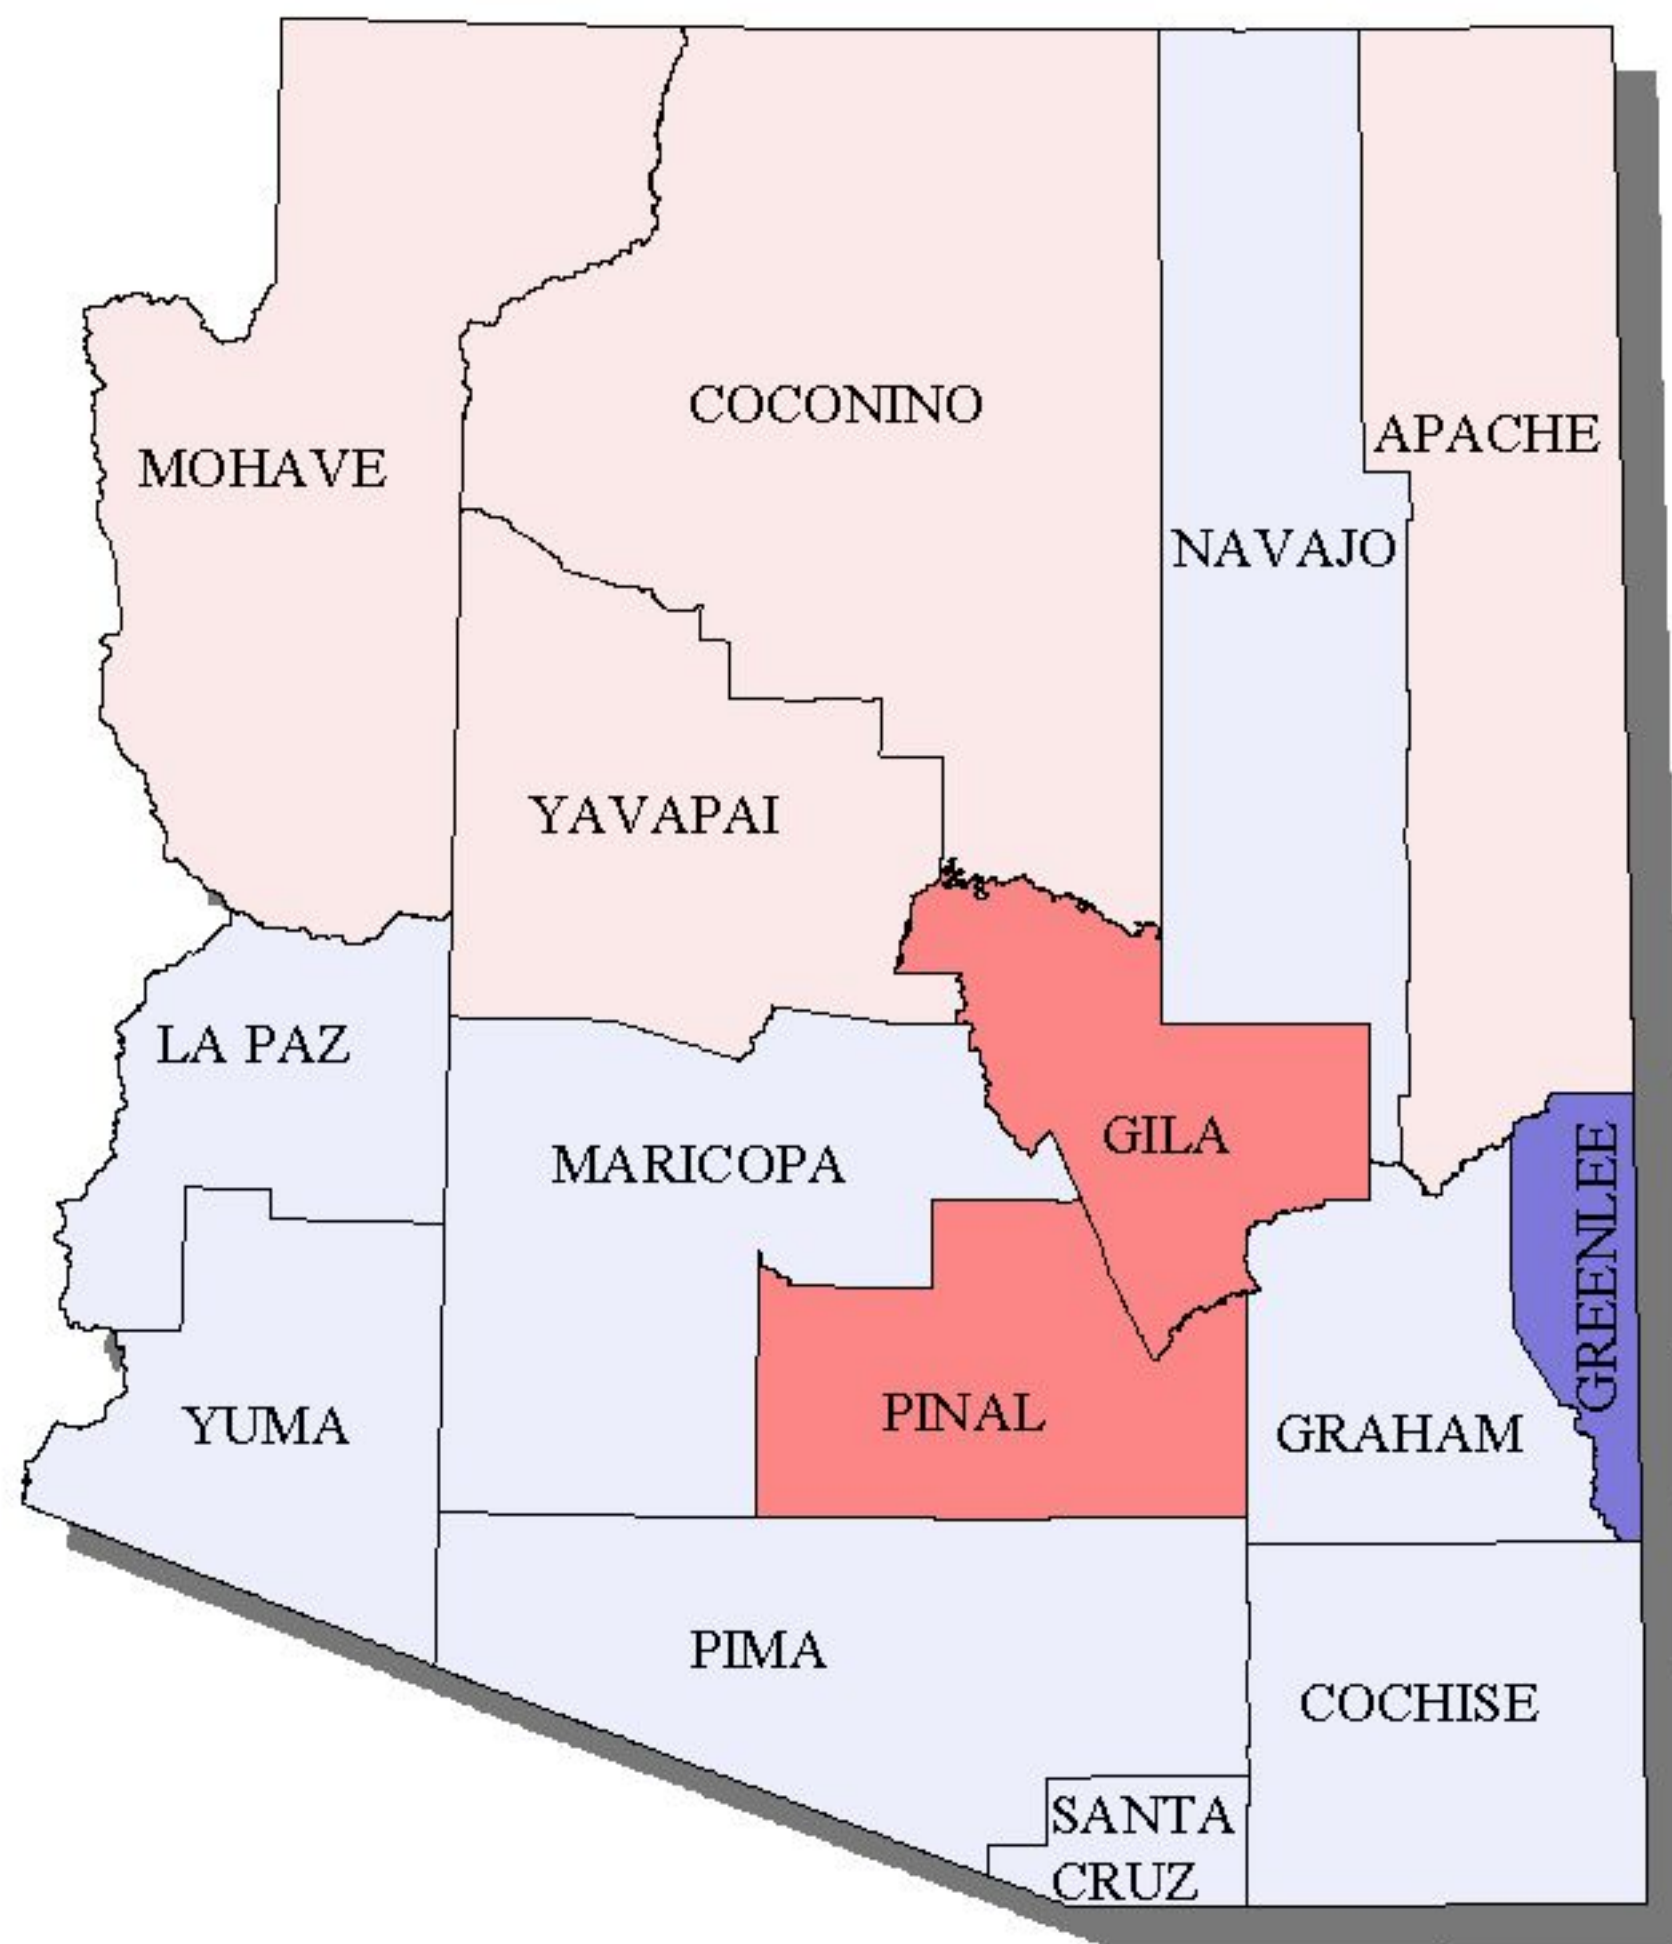 COCONINO
APACHE
MOHAVE
NAVAJO
YAVAPAI
LA PAZ
GILA
MARICOPA
GREENLEE
PINAL
YUMA
GRAHAM
PIMA
COCHISE
SANTA
CRUZ